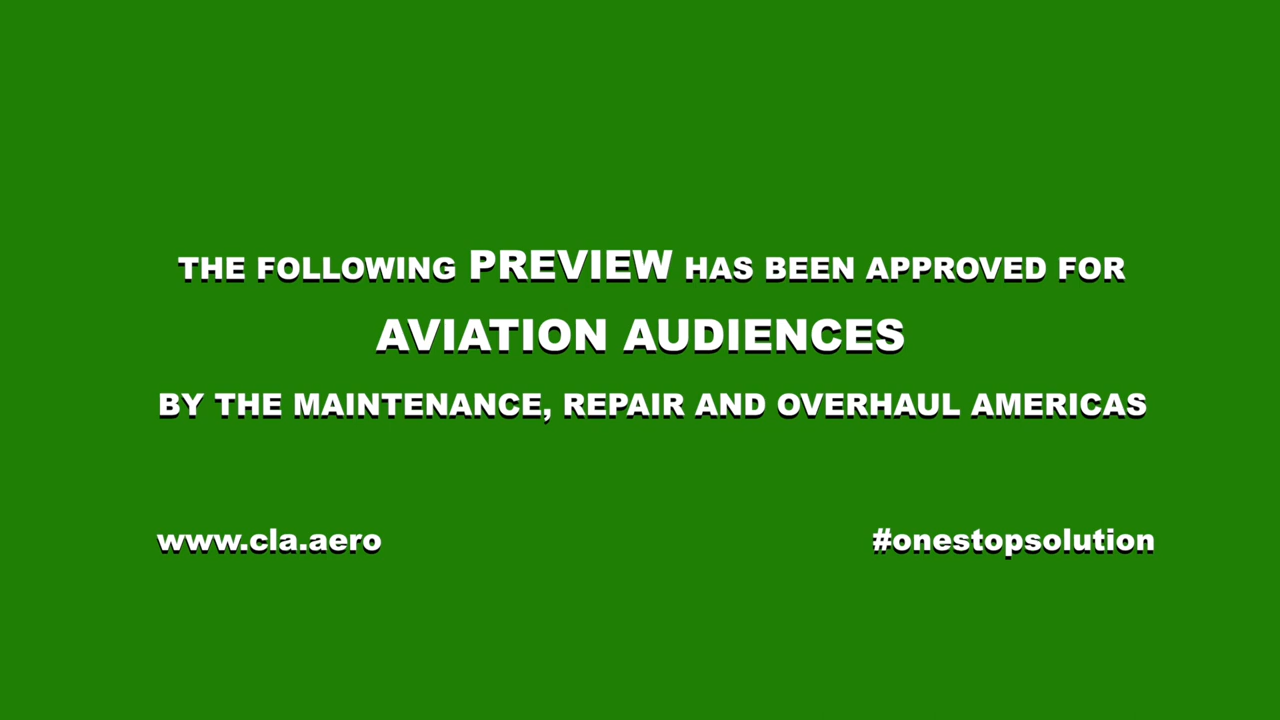 THE FOLLOWING PREVIEW HAS BEEN APPROVED FOR
AVIATION AUDIENCES
BY THE MAINTENANCE, REPAIR AND OVERHAUL AMERICAS
www.cla.aero
#onestopsolution